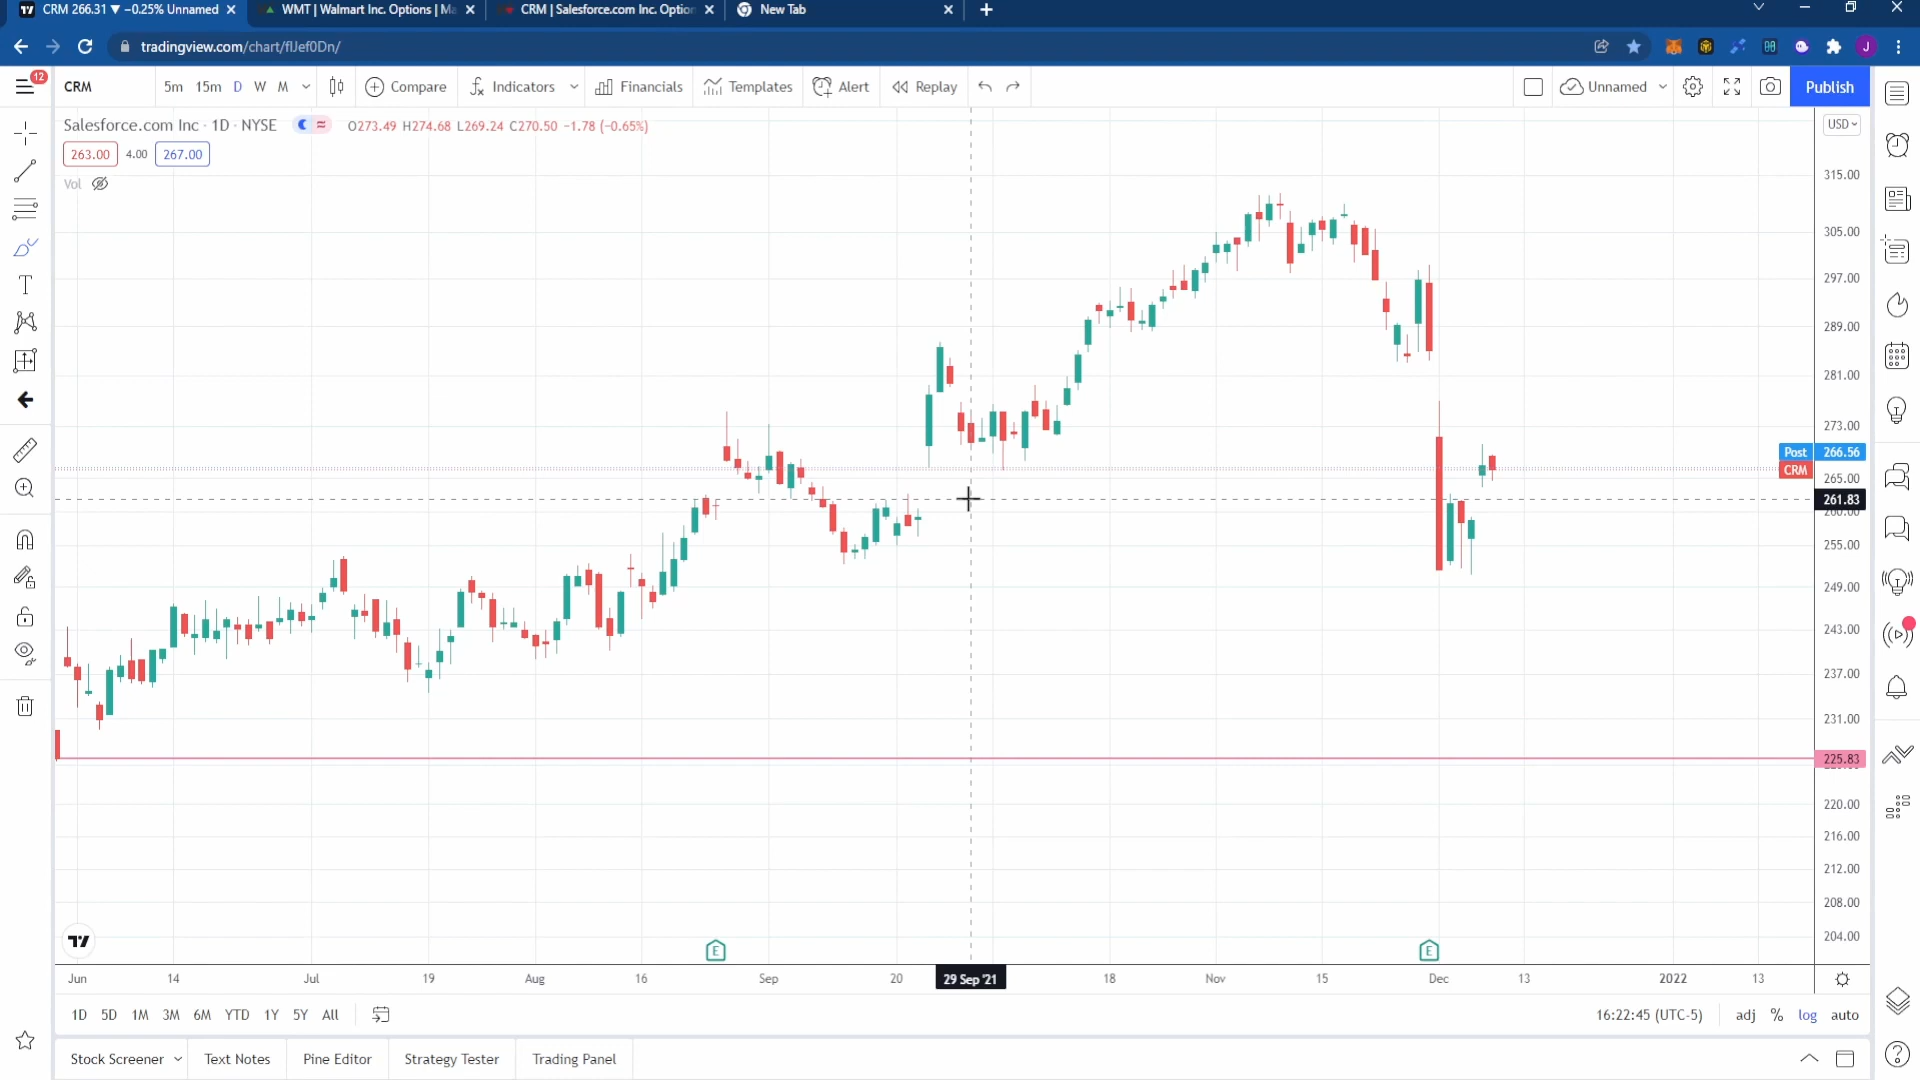 CRM 266.31 ▼ −0.25% Unnamed
WMT | Walmart Inc. Options | Ma
CRM | Salesforce.com Inc. Option
New Tab
tradingview.com/chart/flJef0Dn/
J
12
CRM
5m 15m D W M
Compare
Indicators
Financials
Templates
Alert
Replay
Unnamed
Publish
Salesforce.com Inc · 1D · NYSE
O273.49 H274.68 L269.24 C270.50 −1.78 (−0.65%)
USD
263.00 4.00 267.00
Vol
315.00
305.00
297.00
289.00
281.00
273.00
Post 266.56
CRM
265.00
261.83
260.00
255.00
249.00
243.00
237.00
231.00
225.83
220.00
216.00
212.00
208.00
204.00
E
E
Jun 14 Jul 19 Aug 16 Sep 20 29 Sep '21 18 Nov 15 Dec 13 2022 13
1D 5D 1M 3M 6M YTD 1Y 5Y All
16:22:45 (UTC-5) adj % log auto
Stock Screener Text Notes Pine Editor Strategy Tester Trading Panel